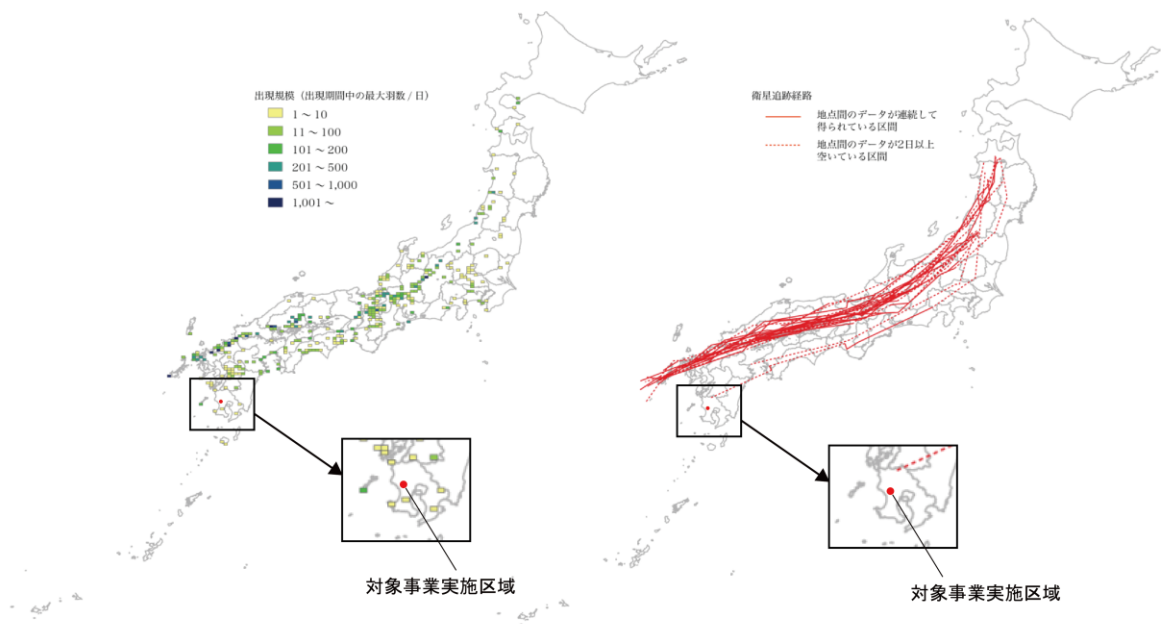 出現規模（出現期間中の最大羽数 / 日）
1 〜 10
11 〜 100
101 〜 200
201 〜 500
501 〜 1,000
1,001 〜
対象事業実施区域
衛星追跡経路
地点間のデータが連続して
得られている区間
地点間のデータが2日以上
空いている区間
対象事業実施区域